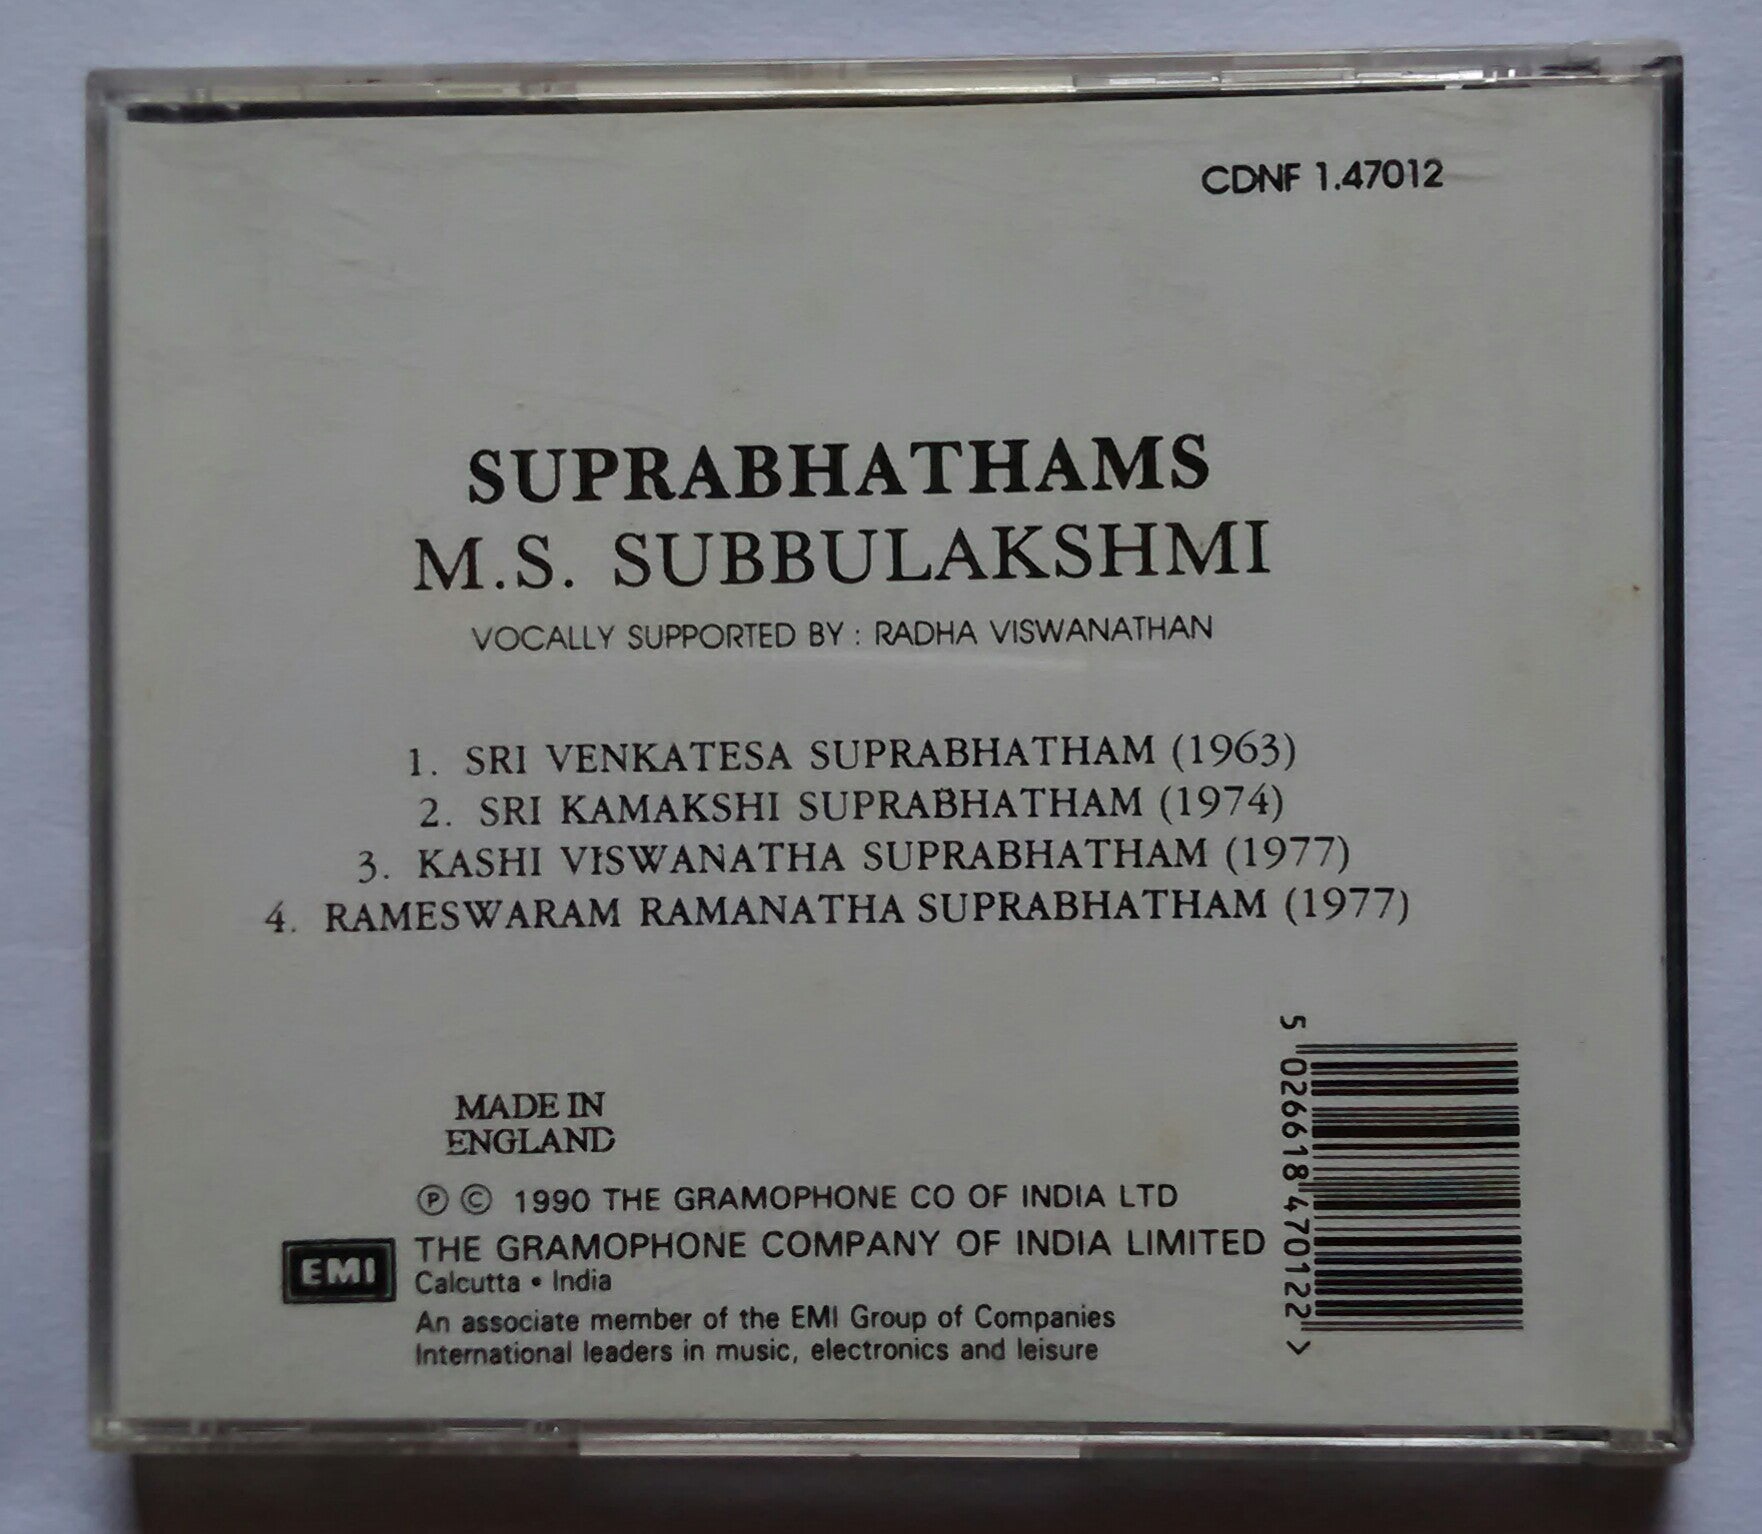 CDNF 1.47012
SUPRABHATHAMS
M.S. SUBBULAKSHMI
VOCALLY SUPPORTED BY : RADHA VISWANATHAN
1. SRI VENKATESA SUPRABHATHAM (1963)
2. SRI KAMAKSHI SUPRABHATHAM (1974)
3. KASHI VISWANATHA SUPRABHATHAM (1977)
4. RAMESWARAM RAMANATHA SUPRABHATHAM (1977)
MADE IN
ENGLAND
Ⓟ © 1990 THE GRAMOPHONE CO OF INDIA LTD
EMI
THE GRAMOPHONE COMPANY OF INDIA LIMITED
Calcutta • India
An associate member of the EMI Group of Companies
International leaders in music, electronics and leisure
5 026618 470122 >